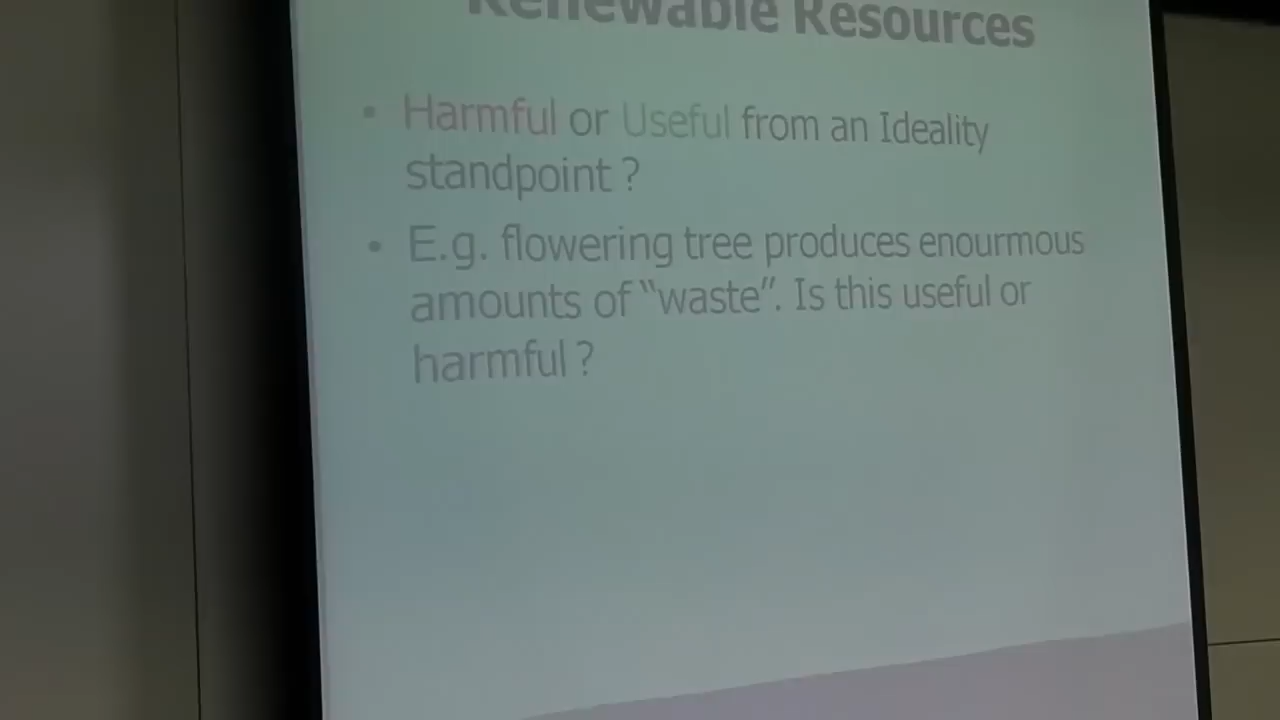 Renewable Resources
• Harmful or Useful from an Ideality
standpoint ?
• E.g. flowering tree produces enourmous
amounts of “waste”. Is this useful or
harmful ?